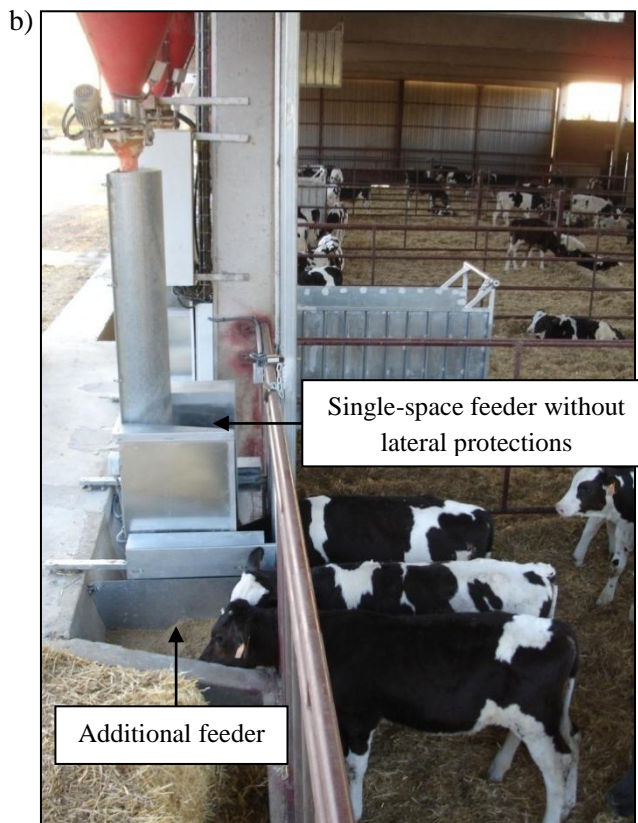 b)
Single-space feeder without
lateral protections
Additional feeder